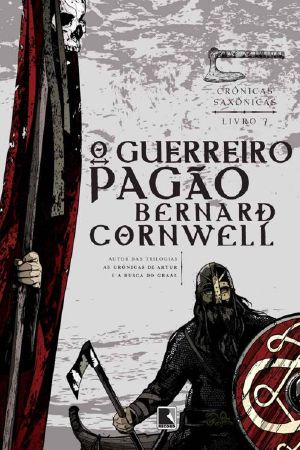 CRÔNICAS
SAXÔNICAS
LIVRO 7
O GUERREIRO
PAGÃO
BERNARD
CORNWELL
AUTOR DAS TRILOGIAS
AS CRÔNICAS DE ARTUR
E A BUSCA DO GRAAL
RECORD